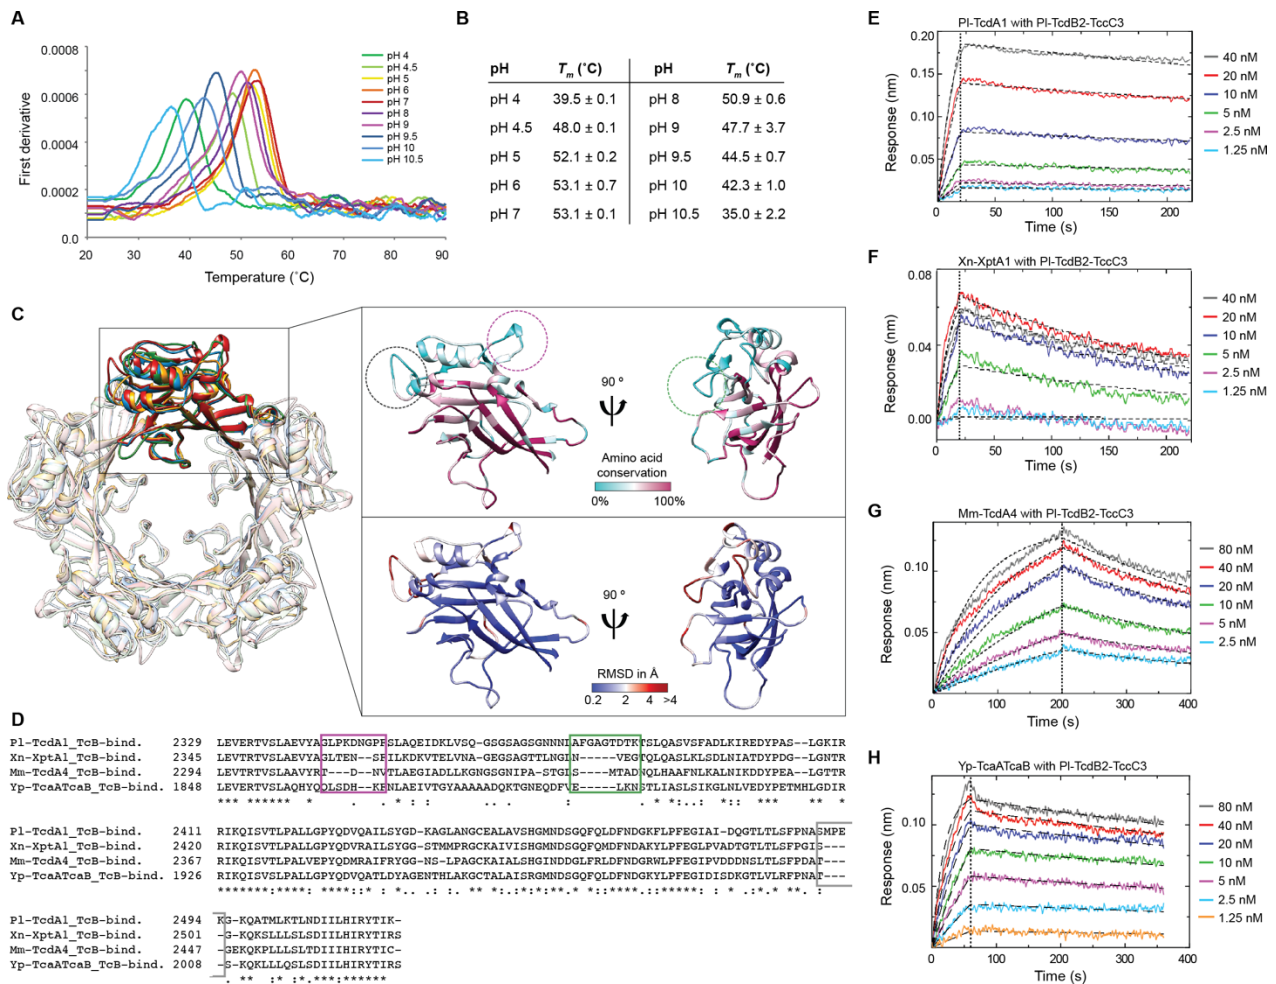 A
0.0008
0.0006
0.0004
0.0002
0.0
First derivative
20 30 40 50 60 70 80 90
Temperature (˚C)
pH 4
pH 4.5
pH 5
pH 6
pH 7
pH 8
pH 9
pH 9.5
pH 10
pH 10.5
B
pH Tm (˚C) pH Tm (˚C)
pH 4 39.5 ± 0.1 pH 8 50.9 ± 0.6
pH 4.5 48.0 ± 0.1 pH 9 47.7 ± 3.7
pH 5 52.1 ± 0.2 pH 9.5 44.5 ± 0.7
pH 6 53.1 ± 0.7 pH 10 42.3 ± 1.0
pH 7 53.1 ± 0.1 pH 10.5 35.0 ± 2.2
C
90 º
Amino acid
conservation
0% 100%
90 º
RMSD in Å
0.2 2 4 >4
D
Pl-TcdA1_TcB-bind. 2329 LEVERTVSLAEVYAGLPKDNGPFSLAQEIDKLVSQ-GSGSAGSGNNNLAFGAGTDTKTSLQASVSFADLKIREDYPAS--LGKIR
Xn-XptA1_TcB-bind. 2345 LEVTRTVSLAEVYAGLTEN--SFILKDKVTELVNA-GEGSAGTTLNGLN----VEGTQLQASLKLSDLNIATDYPDG--LGNTR
Mm-TcdA4_TcB-bind. 2294 LEVTRTVSLAAVYRT---DNVTLAEGIADLLKGNGSGNIPA-STGLS----MTADNQLHAAFNLKALNIKDDYPEA--LGTTR
Yp-TcaATcaB_TcB-bind. 1848 LEVTRTVSLAQHYQQLSDH--KFNLAEIVTGYAAAAADQKTGNEQDFVE-----LKNSTLIASLSIKGLNLVEDYPETMHLGDIR
Pl-TcdA1_TcB-bind. 2411 RIKQISVTLPALLGPYQDVQAILSYGD-KAGLANGCEALAVSHGMNDSGQFQLDFNDGKFLPFEGIAI-DQGTLTLSFPNASMPE
Xn-XptA1_TcB-bind. 2420 RIKQISVTLPALLGPYQDVRAILSYGG-STMMPRGCKAIVISHGMNDSGQFQMDFNDAKYLPFEGLPVADTGTLTLSFPGIS---
Mm-TcdA4_TcB-bind. 2367 RIKQISVTLPALVEPYQDMRAIFRYGG-NS-LPAGCKAIALSHGINDDGLFRLDFNDGRWLPFEGIPVDDDNSLTLSFPDAT---
Yp-TcaATcaB_TcB-bind. 1926 RIKQISVTLPALLGPYQDVQAILDYAGENTHLAKGCTALAISRGMNDSGQFQLDFNDGKYLPFEGIDISDKGTLVLRFPNAT---
Pl-TcdA1_TcB-bind. 2494 KG-KQATMLKTLNDIILHIRYTIK-
Xn-XptA1_TcB-bind. 2501 -G-KQKSLLLSLTDIILHIRYTIRS
Mm-TcdA4_TcB-bind. 2447 -GEKQKPLLLSLTDIIIHIRYTIC-
Yp-TcaATcaB_TcB-bind. 2008 -S-KQKLLLQSLSDIILHIRYTIRS
E
Pl-TcdA1 with Pl-TcdB2-TccC3
0.20
0.15
0.10
0.05
Response (nm)
0 50 100 150 200
Time (s)
40 nM
20 nM
10 nM
5 nM
2.5 nM
1.25 nM
F
Xn-XptA1 with Pl-TcdB2-TccC3
0.08
0.04
0.00
Response (nm)
0 50 100 150 200
Time (s)
40 nM
20 nM
10 nM
5 nM
2.5 nM
1.25 nM
G
Mm-TcdA4 with Pl-TcdB2-TccC3
0.10
0.05
Response (nm)
0 100 200 300 400
Time (s)
80 nM
40 nM
20 nM
10 nM
5 nM
2.5 nM
H
Yp-TcaATcaB with Pl-TcdB2-TccC3
0.10
0.05
Response (nm)
0 100 200 300 400
Time (s)
80 nM
40 nM
20 nM
10 nM
5 nM
2.5 nM
1.25 nM